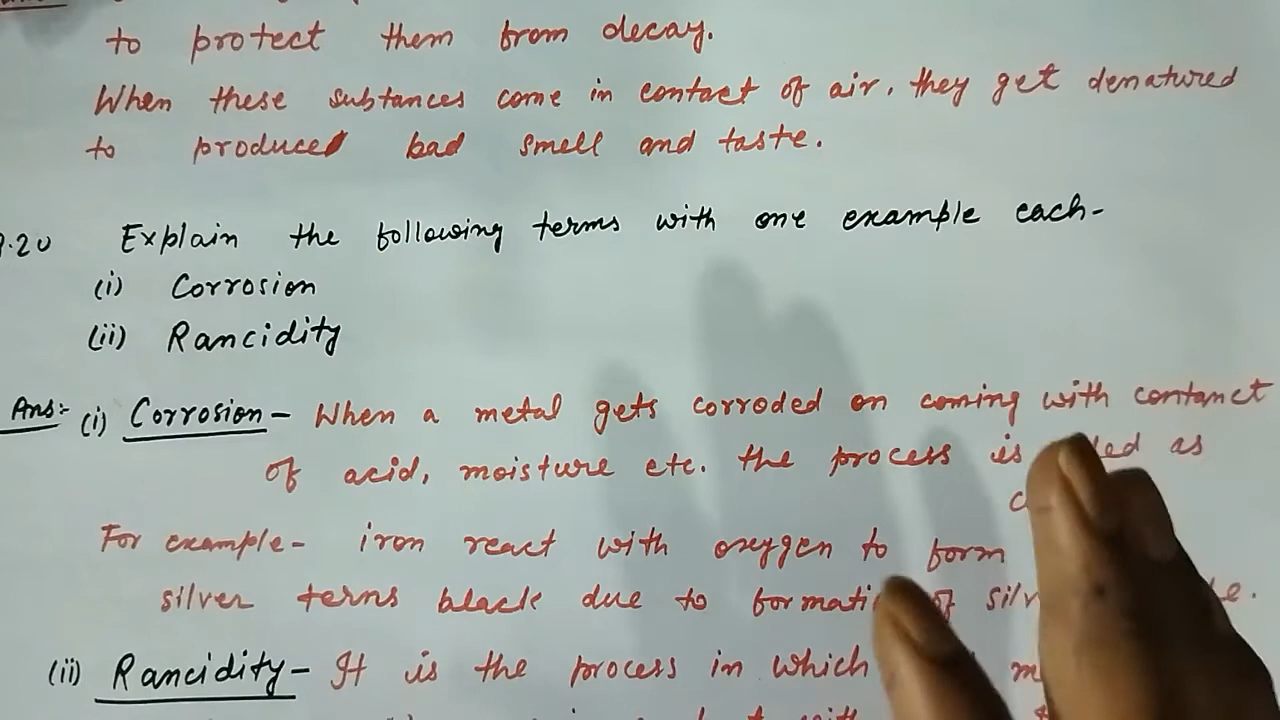 to protect them from decay.
When these substances come in contact of air. they get denatured
to produced bad smell and taste.
Q.20 Explain the following terms with one example each-
(i) Corrosion
(ii) Rancidity
Ans:- (i) Corrosion- When a metal gets corroded on coming with contanct
of acid, moisture etc. the process is as
For example- iron react with oxygen to form
silver terns black due to of
(ii) Rancidity- It is the process in which